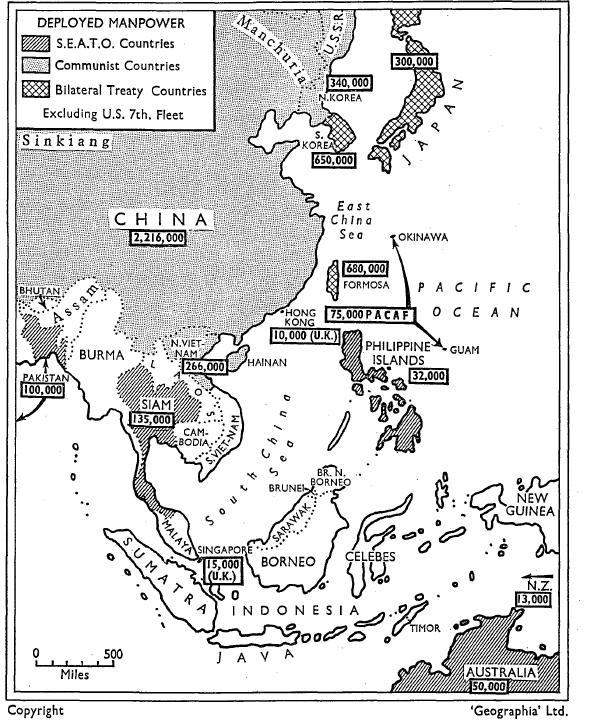 DEPLOYED MANPOWER
S.E.A.T.O. Countries
Communist Countries
Bilateral Treaty Countries
Excluding U.S. 7th. Fleet
Manchuria
U.S.S.R.
300,000
340,000
N.KOREA
JAPAN
Sinkiang
S.
KOREA
650,000
CHINA
2,216,000
East
China
Sea
OKINAWA
BHUTAN
Assam
680,000
FORMOSA
PACIFIC
OCEAN
75,000 PACAF
HONG
KONG
10,000 (U.K.)
N.VIET-
NAM
266,000
HAINAN
BURMA
PHILIPPINE
ISLANDS
32,000
GUAM
PAKISTAN
100,000
LAOS
SIAM
135,000
CAM-
BODIA
S.VIET-NAM
South China
Sea
BR. N.
BORNEO
BRUNEI
SARAWAK
NEW
GUINEA
MALAYA
SINGAPORE
15,000
(U.K.)
BORNEO
CELEBES
SUMATRA
N.Z.
13,000
INDONESIA
TIMOR
JAVA
0 500
Miles
AUSTRALIA
50,000
Copyright
'Geographia' Ltd.